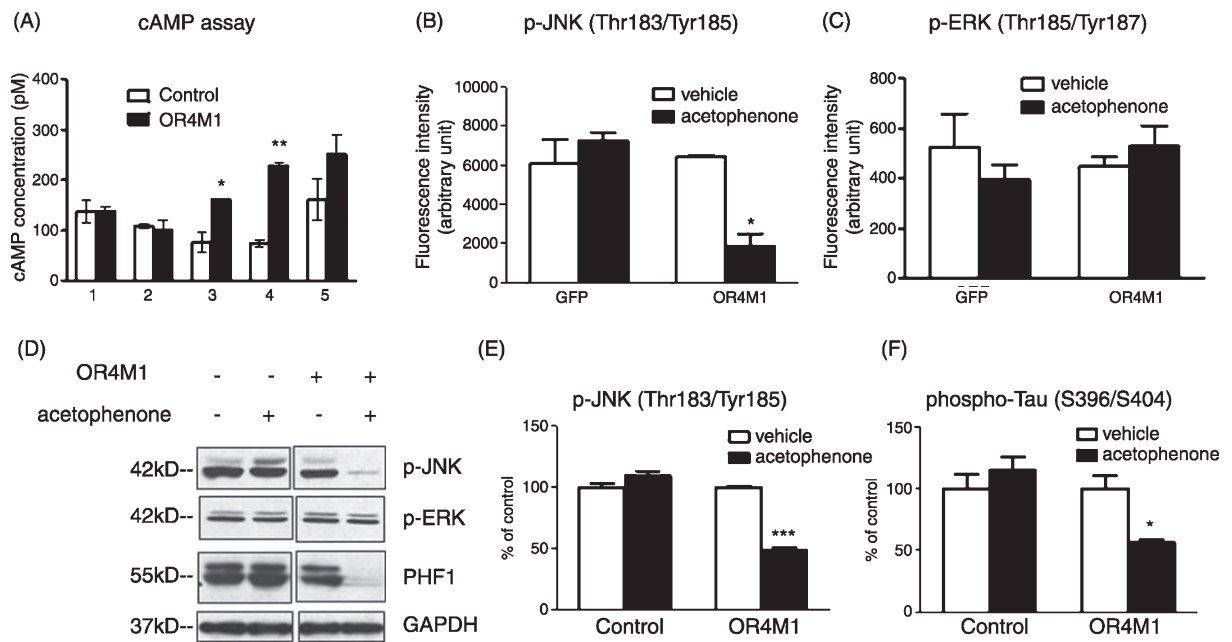 (A)
cAMP assay
cAMP concentration (pM)
400
300
250
100
0
Control
OR4M1
*
**
1 2 3 4 5
(B)
p-JNK (Thr183/Tyr185)
Fluorescence intensity
(arbitrary unit)
10000
8000
6000
4000
2000
0
vehicle
acetophenone
*
GFP OR4M1
(C)
p-ERK (Thr185/Tyr187)
Fluorescence intensity
(arbitrary unit)
800
600
400
200
0
vehicle
acetophenone
GFP OR4M1
(D)
OR4M1 - - + +
acetophenone - + - +
42kD-- p-JNK
42kD-- p-ERK
55kD-- PHF1
37kD-- GAPDH
(E)
p-JNK (Thr183/Tyr185)
% of control
150
100
50
0
vehicle
acetophenone
***
Control OR4M1
(F)
phospho-Tau (S396/S404)
% of control
150
100
50
0
vehicle
acetophenone
*
Control OR4M1